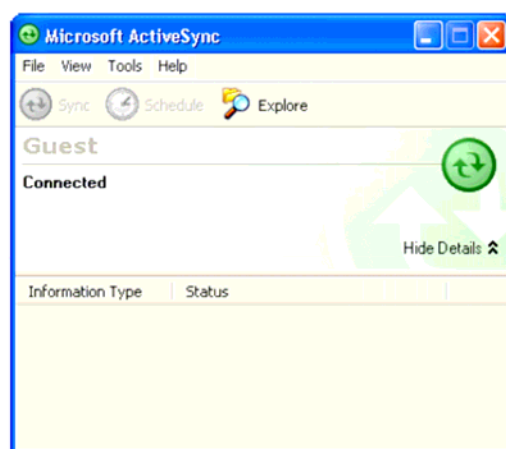 Microsoft ActiveSync
File View Tools Help
Sync Schedule Explore
Guest
Connected
Hide Details
Information Type Status